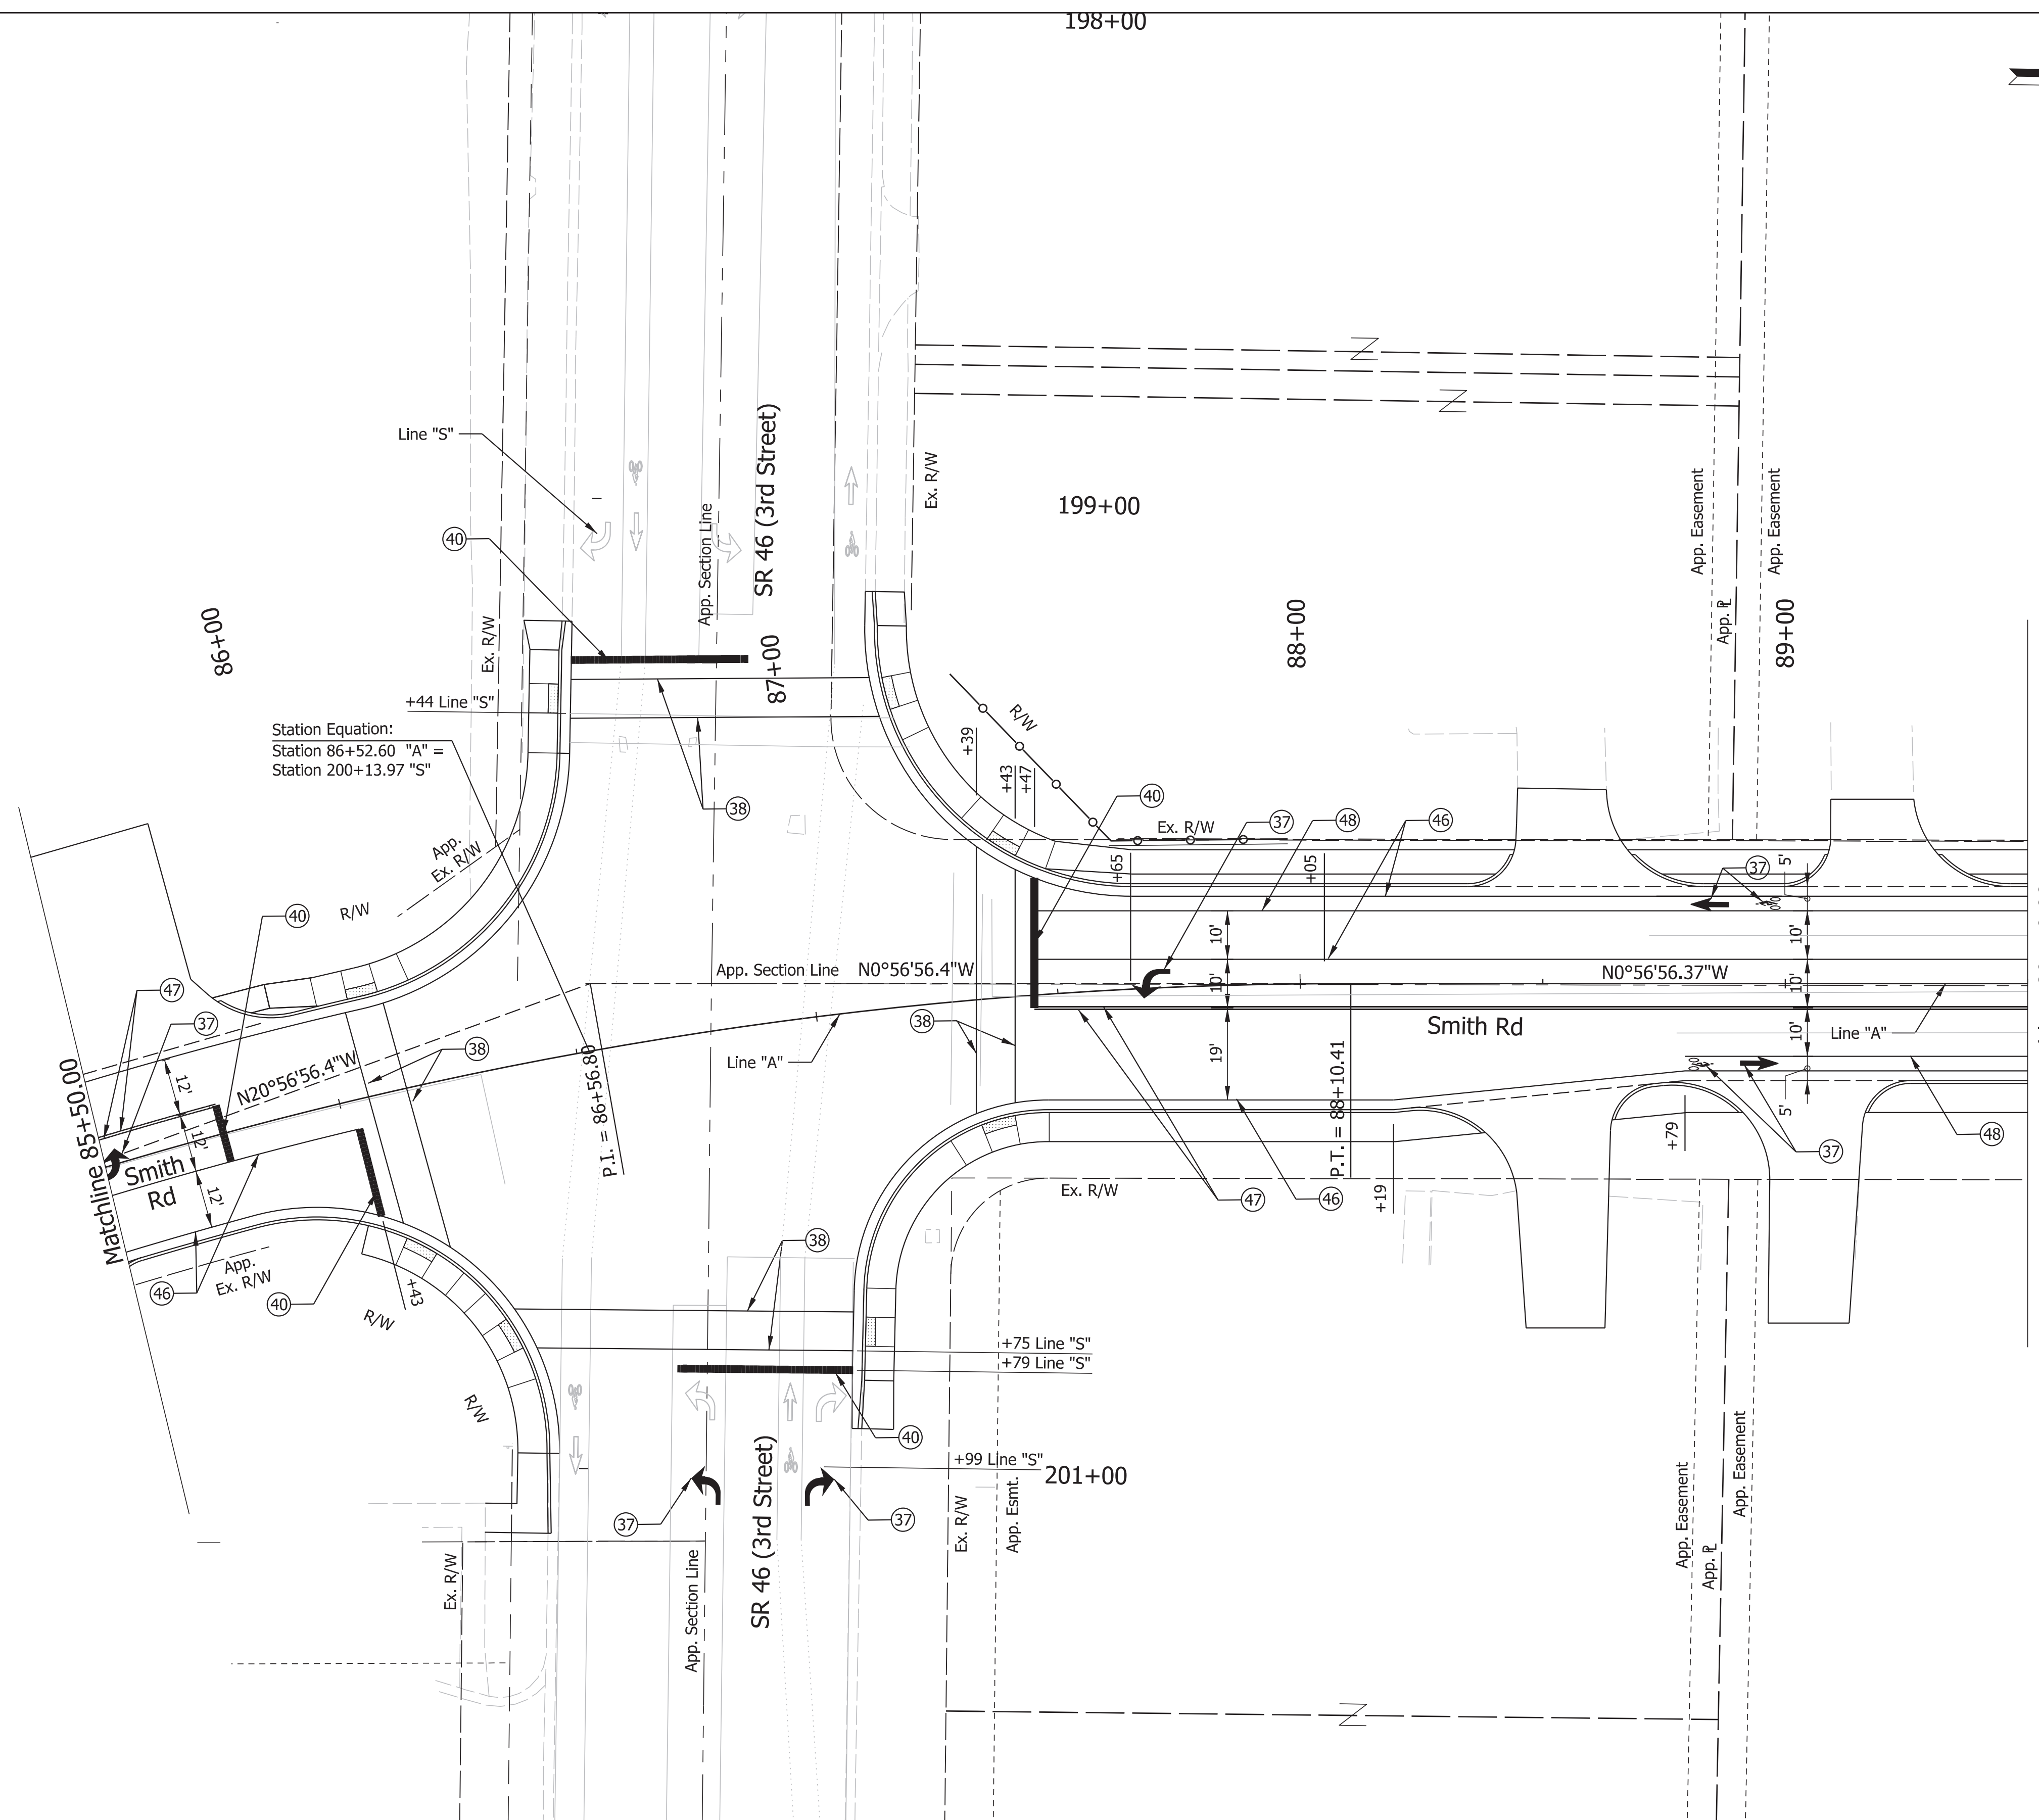 198+00
Line "S"
40
App. Section Line
SR 46 (3rd Street)
Ex. R/W
199+00
App. Easement
App. Easement
App. PL
86+00
Ex. R/W
87+00
88+00
89+00
+44 Line "S"
Station Equation:
Station 86+52.60 "A" =
Station 200+13.97 "S"
38
+39
+43
+47
R/W
40
Ex. R/W
37
48
46
37
5'
+65
+05
App.
Ex. R/W
R/W
40
47
37
12'
12'
12'
N20°56'56.4"W
38
App. Section Line
N0°56'56.4"W
10'
10'
19'
N0°56'56.37"W
10'
10'
10'
5'
Line "A"
P.I. = 86+56.89
38
Smith Rd
Line "A"
P.T. = 88+10.41
Matchline 85+50.00
Smith
Rd
46
App.
Ex. R/W
40
+43
R/W
R/W
38
Ex. R/W
47
46
+19
+79
37
48
+75 Line "S"
+79 Line "S"
40
+99 Line "S"
201+00
37
37
Ex. R/W
App. Section Line
SR 46 (3rd Street)
Ex. R/W
App. Esmt.
App. Easement
App. PL
App. Easement